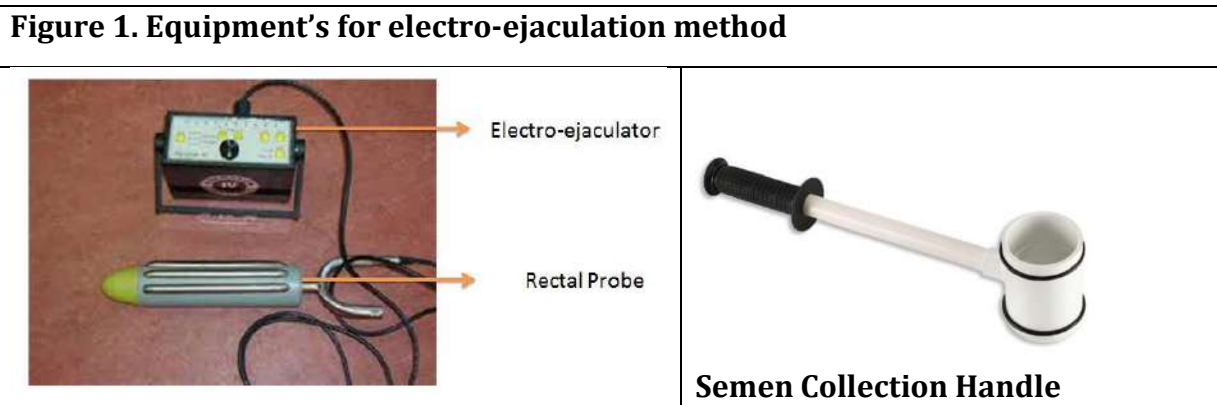 Figure 1. Equipment’s for electro-ejaculation method
Electro-ejaculator
Rectal Probe
Semen Collection Handle